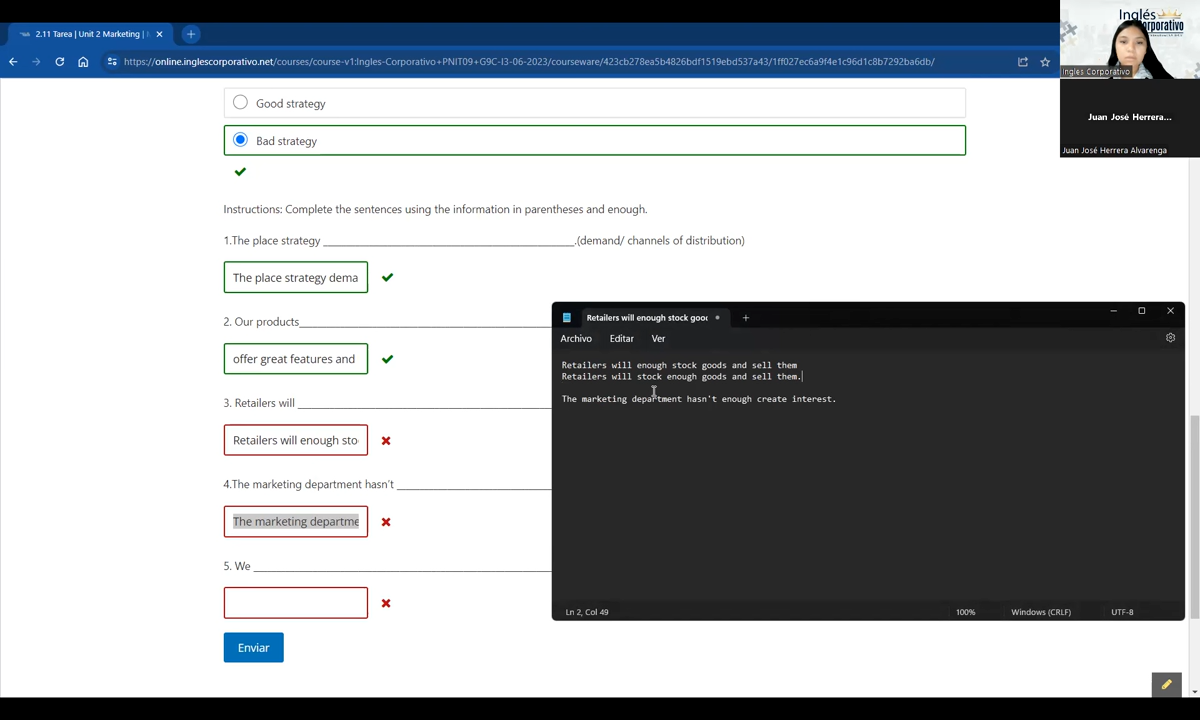 2.11 Tarea | Unit 2 Marketing |
https://online.inglescorporativo.net/courses/course-v1:Ingles-Corporativo+PNIT09+G9C-I3-06-2023/courseware/423cb278ea5b4826bdf1519ebd537a43/1ff027ec6a9f4e1c96d1c8b7292ba6db/
Inglés
Corporativo
Ingles Corporativo
Juan José Herrera...
Juan José Herrera Alvarenga
Good strategy
Bad strategy
Instructions: Complete the sentences using the information in parentheses and enough.
1.The place strategy ______________________________________.(demand/ channels of distribution)
The place strategy dema
2. Our products______________________________________
offer great features and
3. Retailers will ______________________________________
Retailers will enough sto
4.The marketing department hasn't ________________________
The marketing departme
5. We ______________________________________________
Enviar
Retailers will enough stock good
Archivo Editar Ver
Retailers will enough stock goods and sell them
Retailers will stock enough goods and sell them.
The marketing department hasn't enough create interest.
Ln 2, Col 49 100% Windows (CRLF) UTF-8